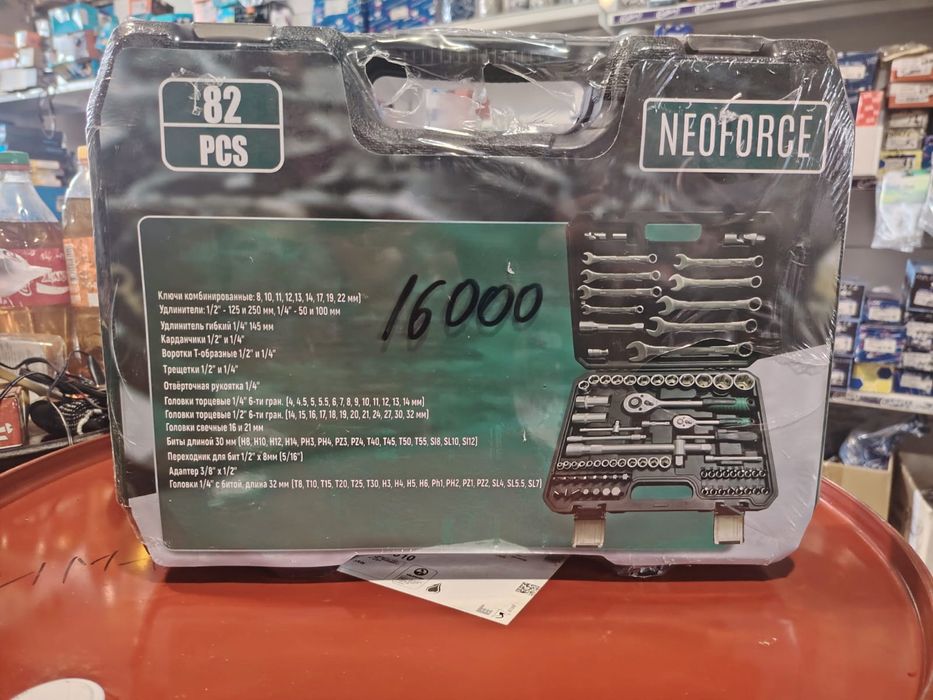 82
PCS
NEOFORCE
16000
Ключи комбинированные: 8, 10, 11, 12,13, 14, 17, 19, 22 мм)
Удлинители: 1/2" - 125 и 250 мм, 1/4" - 50 и 100 мм
Удлинитель гибкий 1/4" 145 мм
Карданчики 1/2" и 1/4"
Воротки Т-образные 1/2" и 1/4"
Трещетки 1/2" и 1/4"
Отвёрточная рукоятка 1/4"
Головки торцевые 1/4" 6-ти гран. (4, 4.5, 5, 5.5, 6, 7, 8, 9, 10, 11, 12, 13, 14 мм)
Головки торцевые 1/2" 6-ти гран. (14, 15, 16, 17, 18, 19, 20, 21, 24, 27, 30, 32 мм)
Головки свечные 16 и 21 мм
Биты длиной 30 мм (H8, H10, H12, H14, PH3, PH4, PZ3, PZ4, T40, T45, T50, T55, Sl8, SL10, Sl12)
Переходник для бит 1/2" х 8мм (5/16")
Адаптер 3/8" х 1/2"
Головки 1/4" с битой, длина 32 мм (T8, T10, T15, T20, T25, T30, H3, H4, H5, H6, Ph1, PH2, PZ1, PZ2, SL4, SL5.5, SL7)